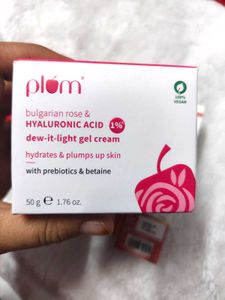 plum®
100%
VEGAN
bulgarian rose &
HYALURONIC ACID 1%
dew-it-light gel cream
hydrates & plumps up skin
with prebiotics & betaine
50 g ℮ 1.76 oz.